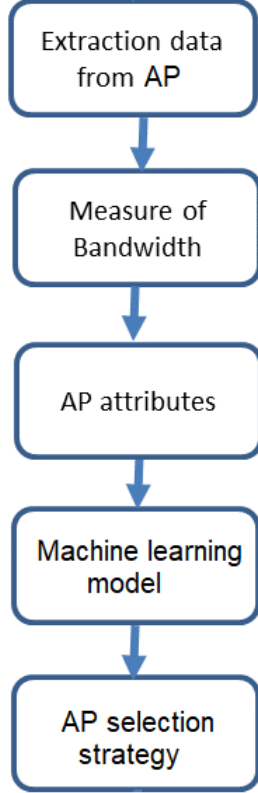 Extraction data
from AP
Measure of
Bandwidth
AP attributes
Machine learning
model
AP selection
strategy